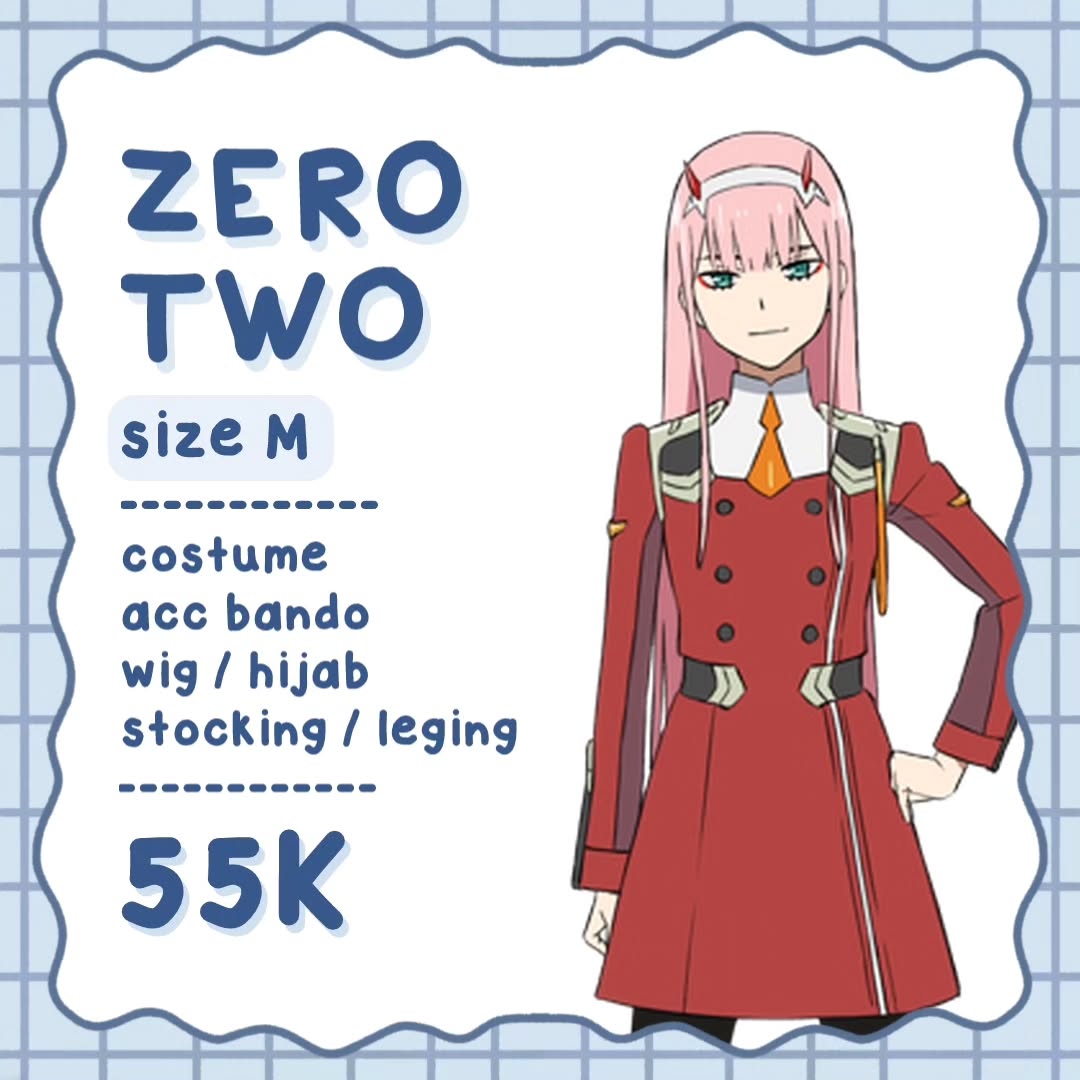 ZERO
TWO
size M
costume
acc bando
wig / hijab
stocking / leging
55K